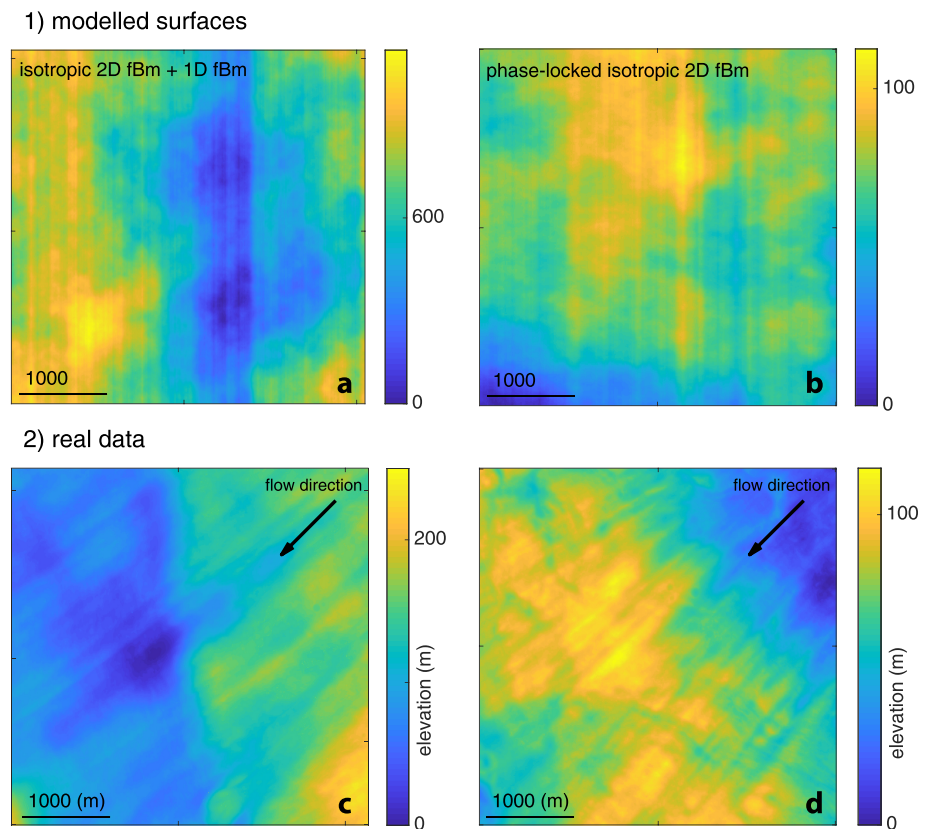 1) modelled surfaces
isotropic 2D fBm + 1D fBm
1000
a
600
0
phase-locked isotropic 2D fBm
1000
b
100
0
2) real data
flow direction
1000 (m)
c
200
elevation (m)
0
flow direction
1000 (m)
d
100
elevation (m)
0